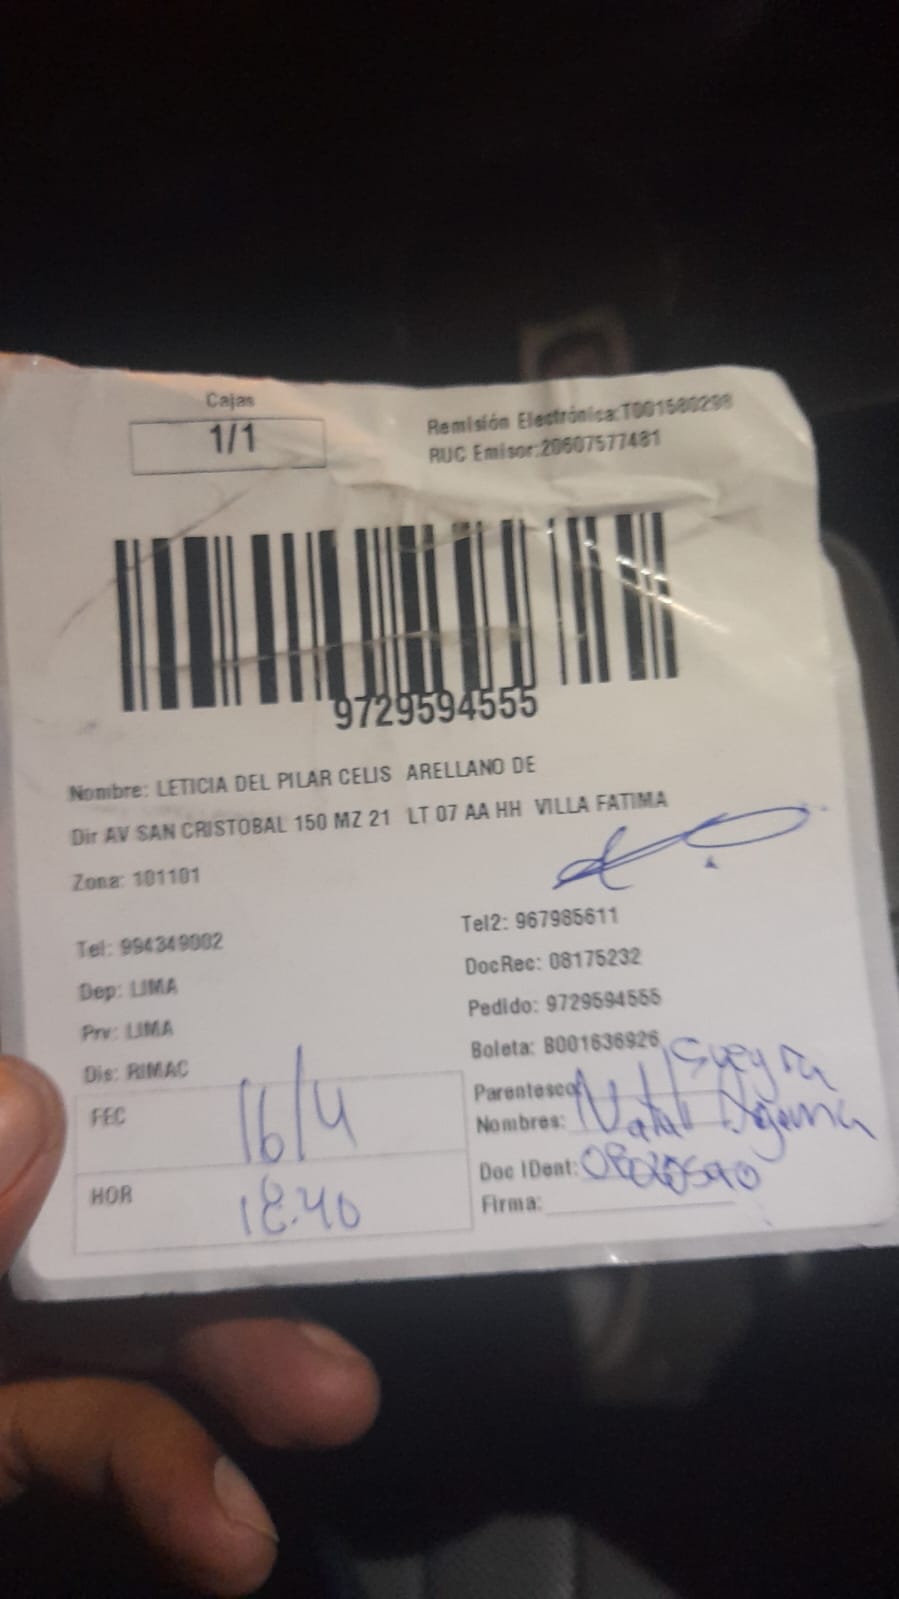 Cajas
1/1
Remisión Electrónica:T001580298
RUC Emisor:20607577481
9729594555
Nombre: LETICIA DEL PILAR CELIS ARELLANO DE
Dir AV SAN CRISTOBAL 150 MZ 21 LT 07 AA HH VILLA FATIMA
Zona: 101101
Tel: 994349002
Tel2: 967985611
Dep: LIMA
DocRec: 08175232
Prv: LIMA
Pedido: 9729594555
Dis: RIMAC
Boleta: B001636926
FEC 16/4
Parentesco: Suegra
Nombres: Natali
HOR 18:40
Doc IDent:
Firma: